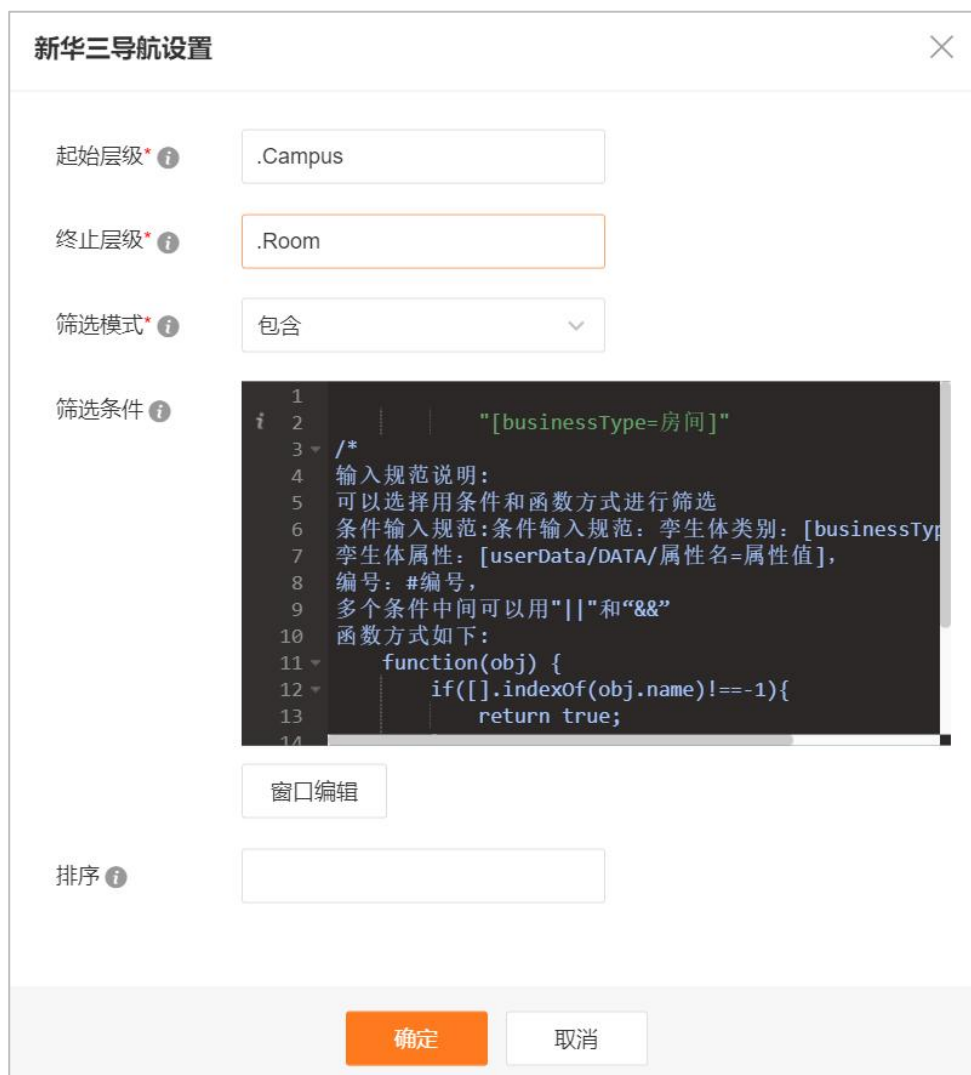 新华三导航设置
起始层级* .Campus
终止层级* .Room
筛选模式* 包含
筛选条件
1
2 "[businessType=房间]"
3 /*
4 输入规范说明:
5 可以选择用条件和函数方式进行筛选
6 条件输入规范:条件输入规范: 孪生体类别: [businessTyp
7 孪生体属性: [userData/DATA/属性名=属性值],
8 编号: #编号,
9 多个条件中间可以用"||"和“&&”
10 函数方式如下:
11 function(obj) {
12 if([].indexOf(obj.name)!==-1){
13 return true;
14
窗口编辑
排序
确定 取消